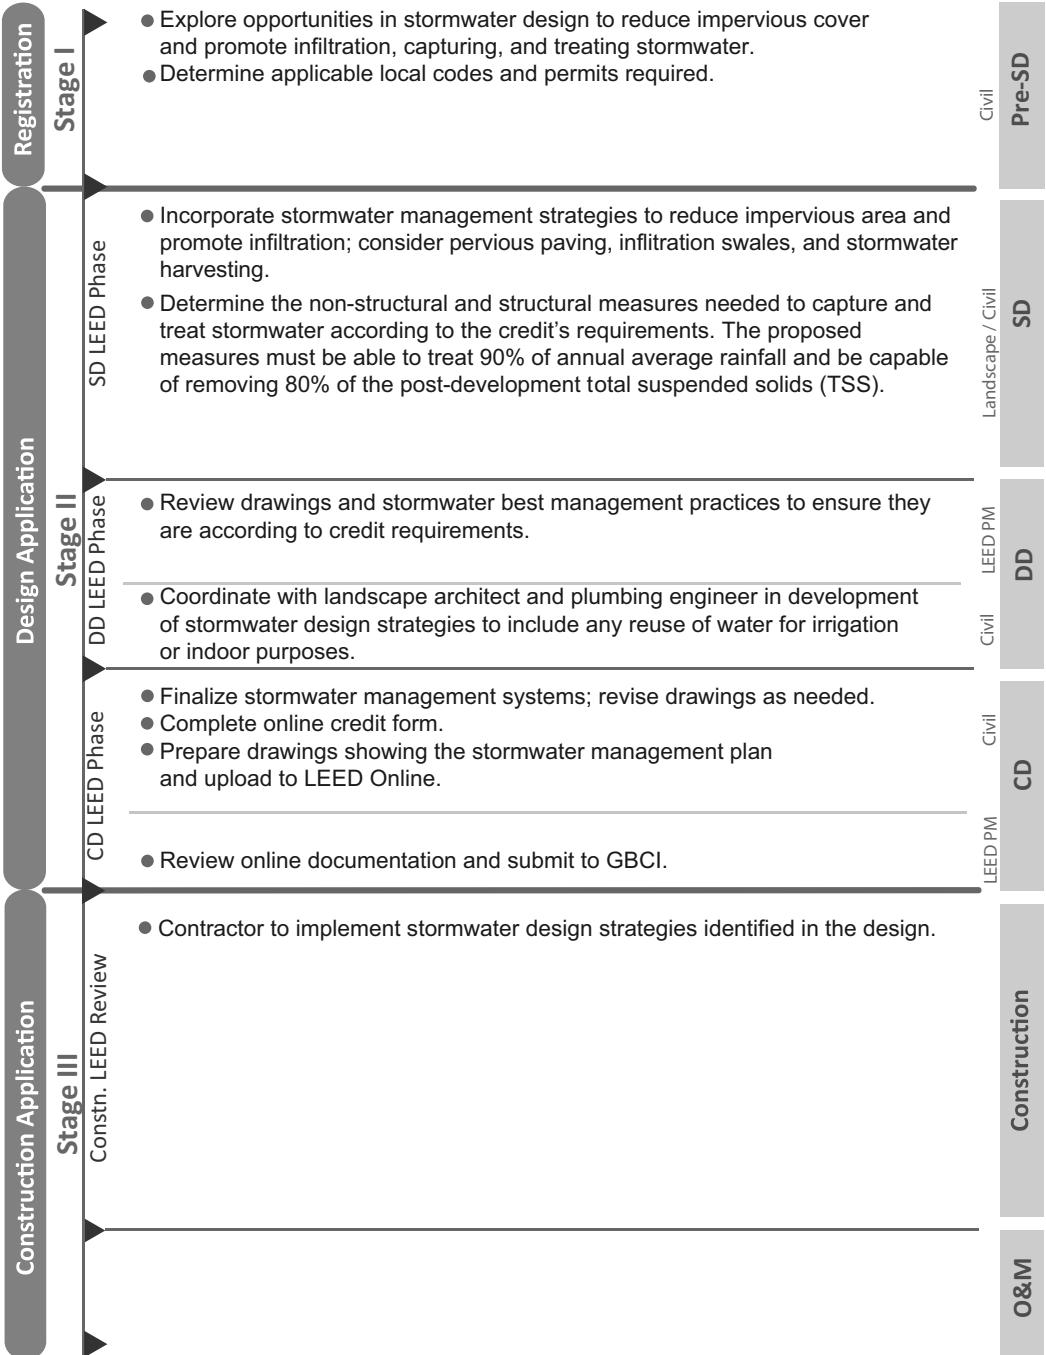 Registration
Stage I
● Explore opportunities in stormwater design to reduce impervious cover
and promote infiltration, capturing, and treating stormwater.
● Determine applicable local codes and permits required.
Civil
Pre-SD
Design Application
Stage II
SD LEED Phase
● Incorporate stormwater management strategies to reduce impervious area and
promote infiltration; consider pervious paving, inflitration swales, and stormwater
harvesting.
● Determine the non-structural and structural measures needed to capture and
treat stormwater according to the credit's requirements. The proposed
measures must be able to treat 90% of annual average rainfall and be capable
of removing 80% of the post-development total suspended solids (TSS).
Landscape / Civil
SD
DD LEED Phase
● Review drawings and stormwater best management practices to ensure they
are according to credit requirements.
LEED PM
DD
● Coordinate with landscape architect and plumbing engineer in development
of stormwater design strategies to include any reuse of water for irrigation
or indoor purposes.
Civil
CD LEED Phase
● Finalize stormwater management systems; revise drawings as needed.
● Complete online credit form.
● Prepare drawings showing the stormwater management plan
and upload to LEED Online.
Civil
CD
● Review online documentation and submit to GBCI.
LEED PM
Construction Application
Stage III
Constn. LEED Review
● Contractor to implement stormwater design strategies identified in the design.
Construction
O&M